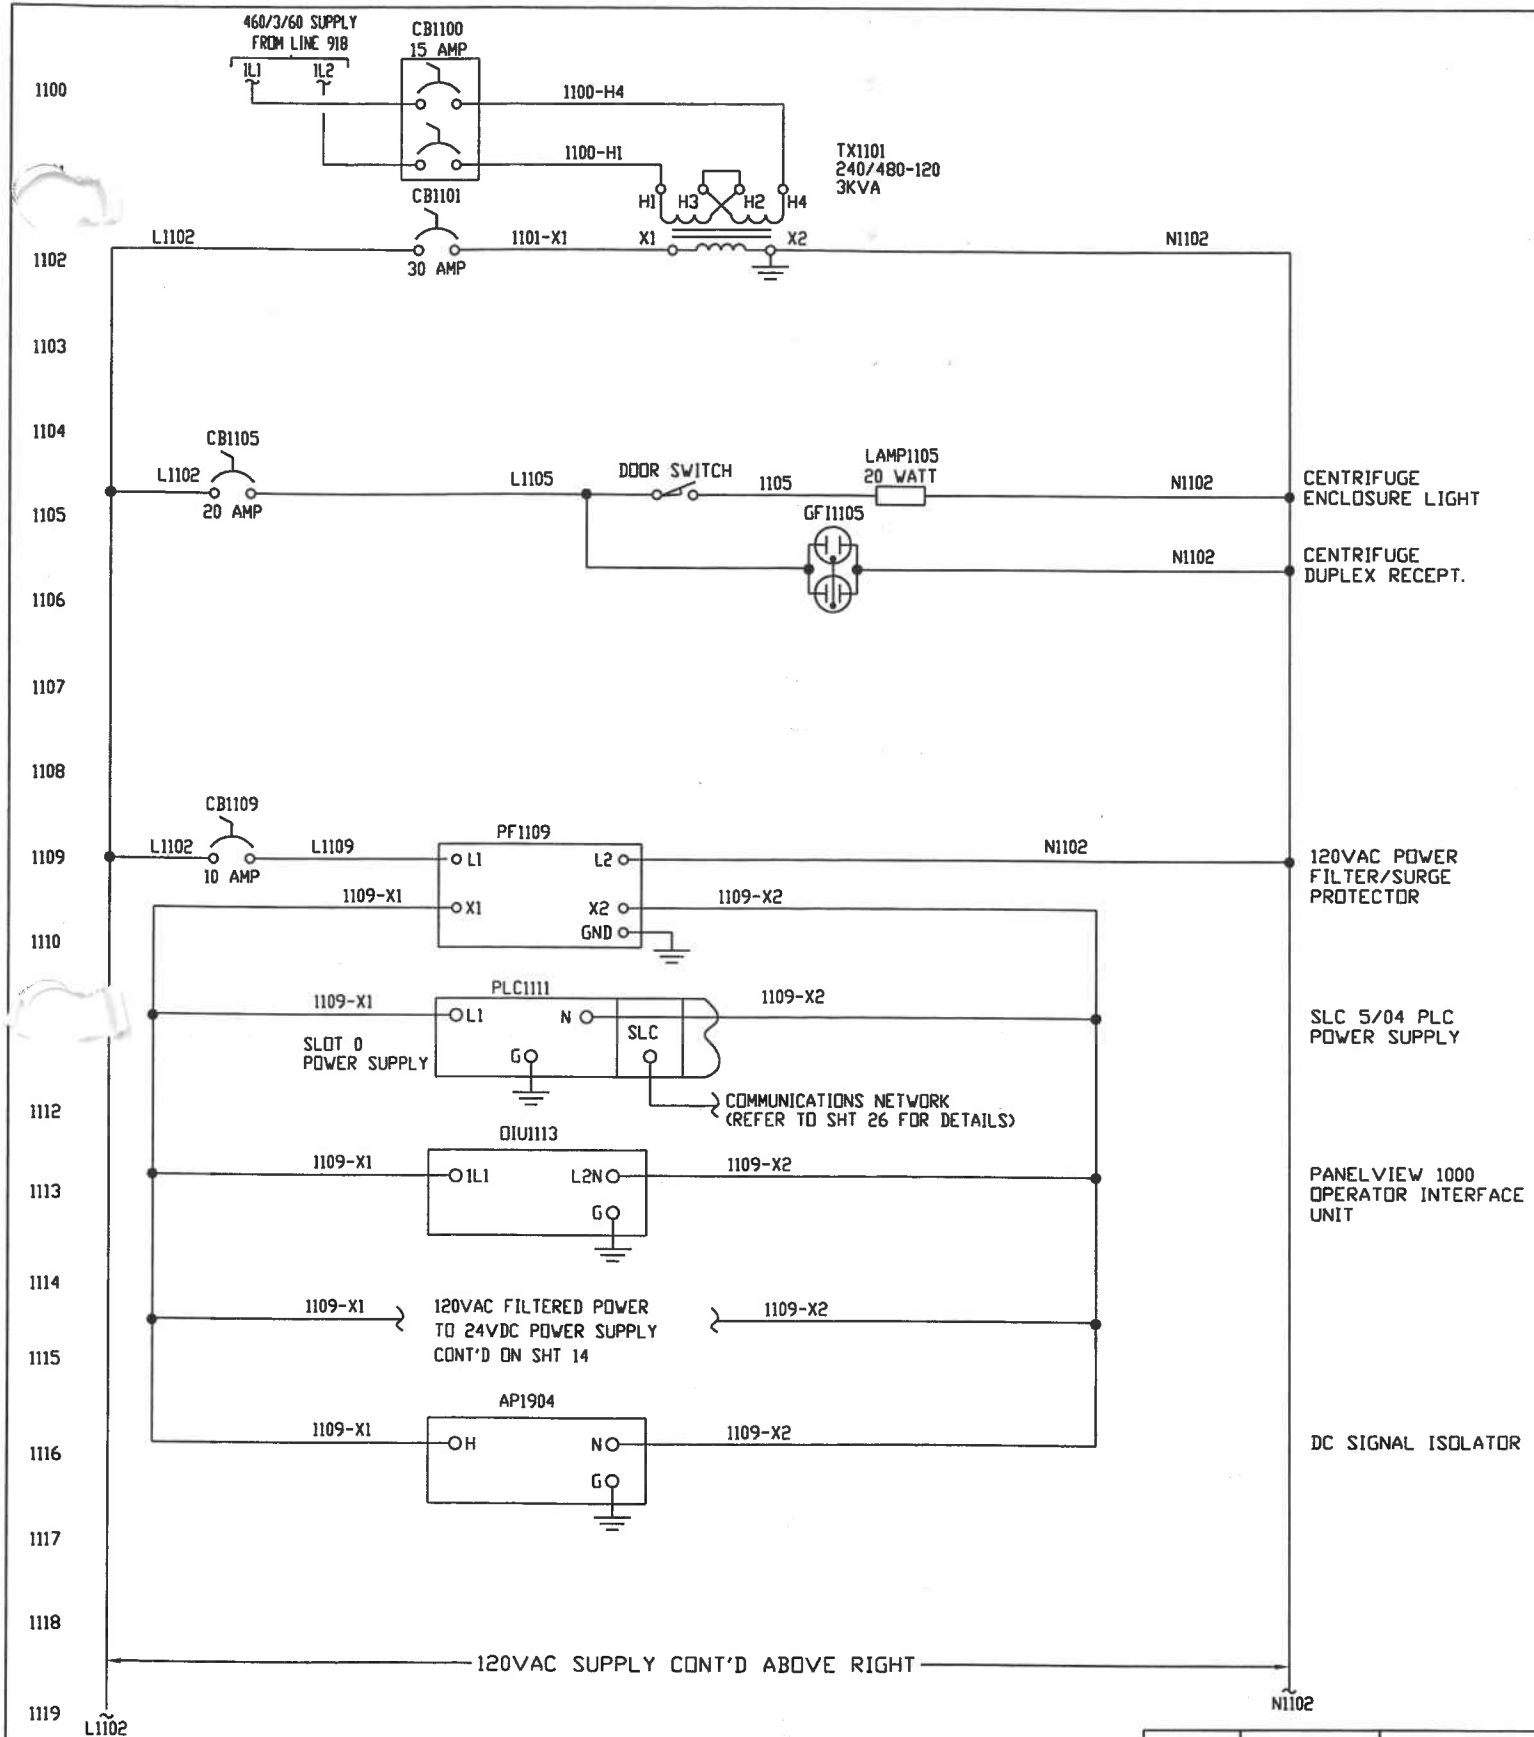 460/3/60 SUPPLY
FROM LINE 918
1L1 1L2
CB1100
15 AMP
1100
1100-H4
1100-H1
TX1101
240/480-120
3KVA
H1 H3 H2 H4
CB1101
L1102
1101-X1
X1
X2
N1102
1102
30 AMP
1103
1104
CB1105
L1102
20 AMP
L1105
DOOR SWITCH
1105
LAMP1105
20 WATT
N1102
CENTRIFUGE
ENCLOSURE LIGHT
1105
GFI1105
N1102
CENTRIFUGE
DUPLEX RECEPT.
1106
1107
1108
CB1109
L1102
10 AMP
L1109
PF1109
L1
L2
N1102
1109
120VAC POWER
FILTER/SURGE
PROTECTOR
1109-X1
X1
X2
1109-X2
GND
1110
PLC1111
1109-X1
L1
N
SLC
1109-X2
G
SLOT 0
POWER SUPPLY
SLC 5/04 PLC
POWER SUPPLY
1112
COMMUNICATIONS NETWORK
(REFER TO SHT 26 FOR DETAILS)
OIU1113
1109-X1
1L1
L2N
1109-X2
G
1113
PANELVIEW 1000
OPERATOR INTERFACE
UNIT
1114
1109-X1
120VAC FILTERED POWER
TO 24VDC POWER SUPPLY
CONT'D ON SHT 14
1109-X2
1115
AP1904
1109-X1
H
N
1109-X2
G
1116
DC SIGNAL ISOLATOR
1117
1118
120VAC SUPPLY CONT'D ABOVE RIGHT
1119
L1102
N1102